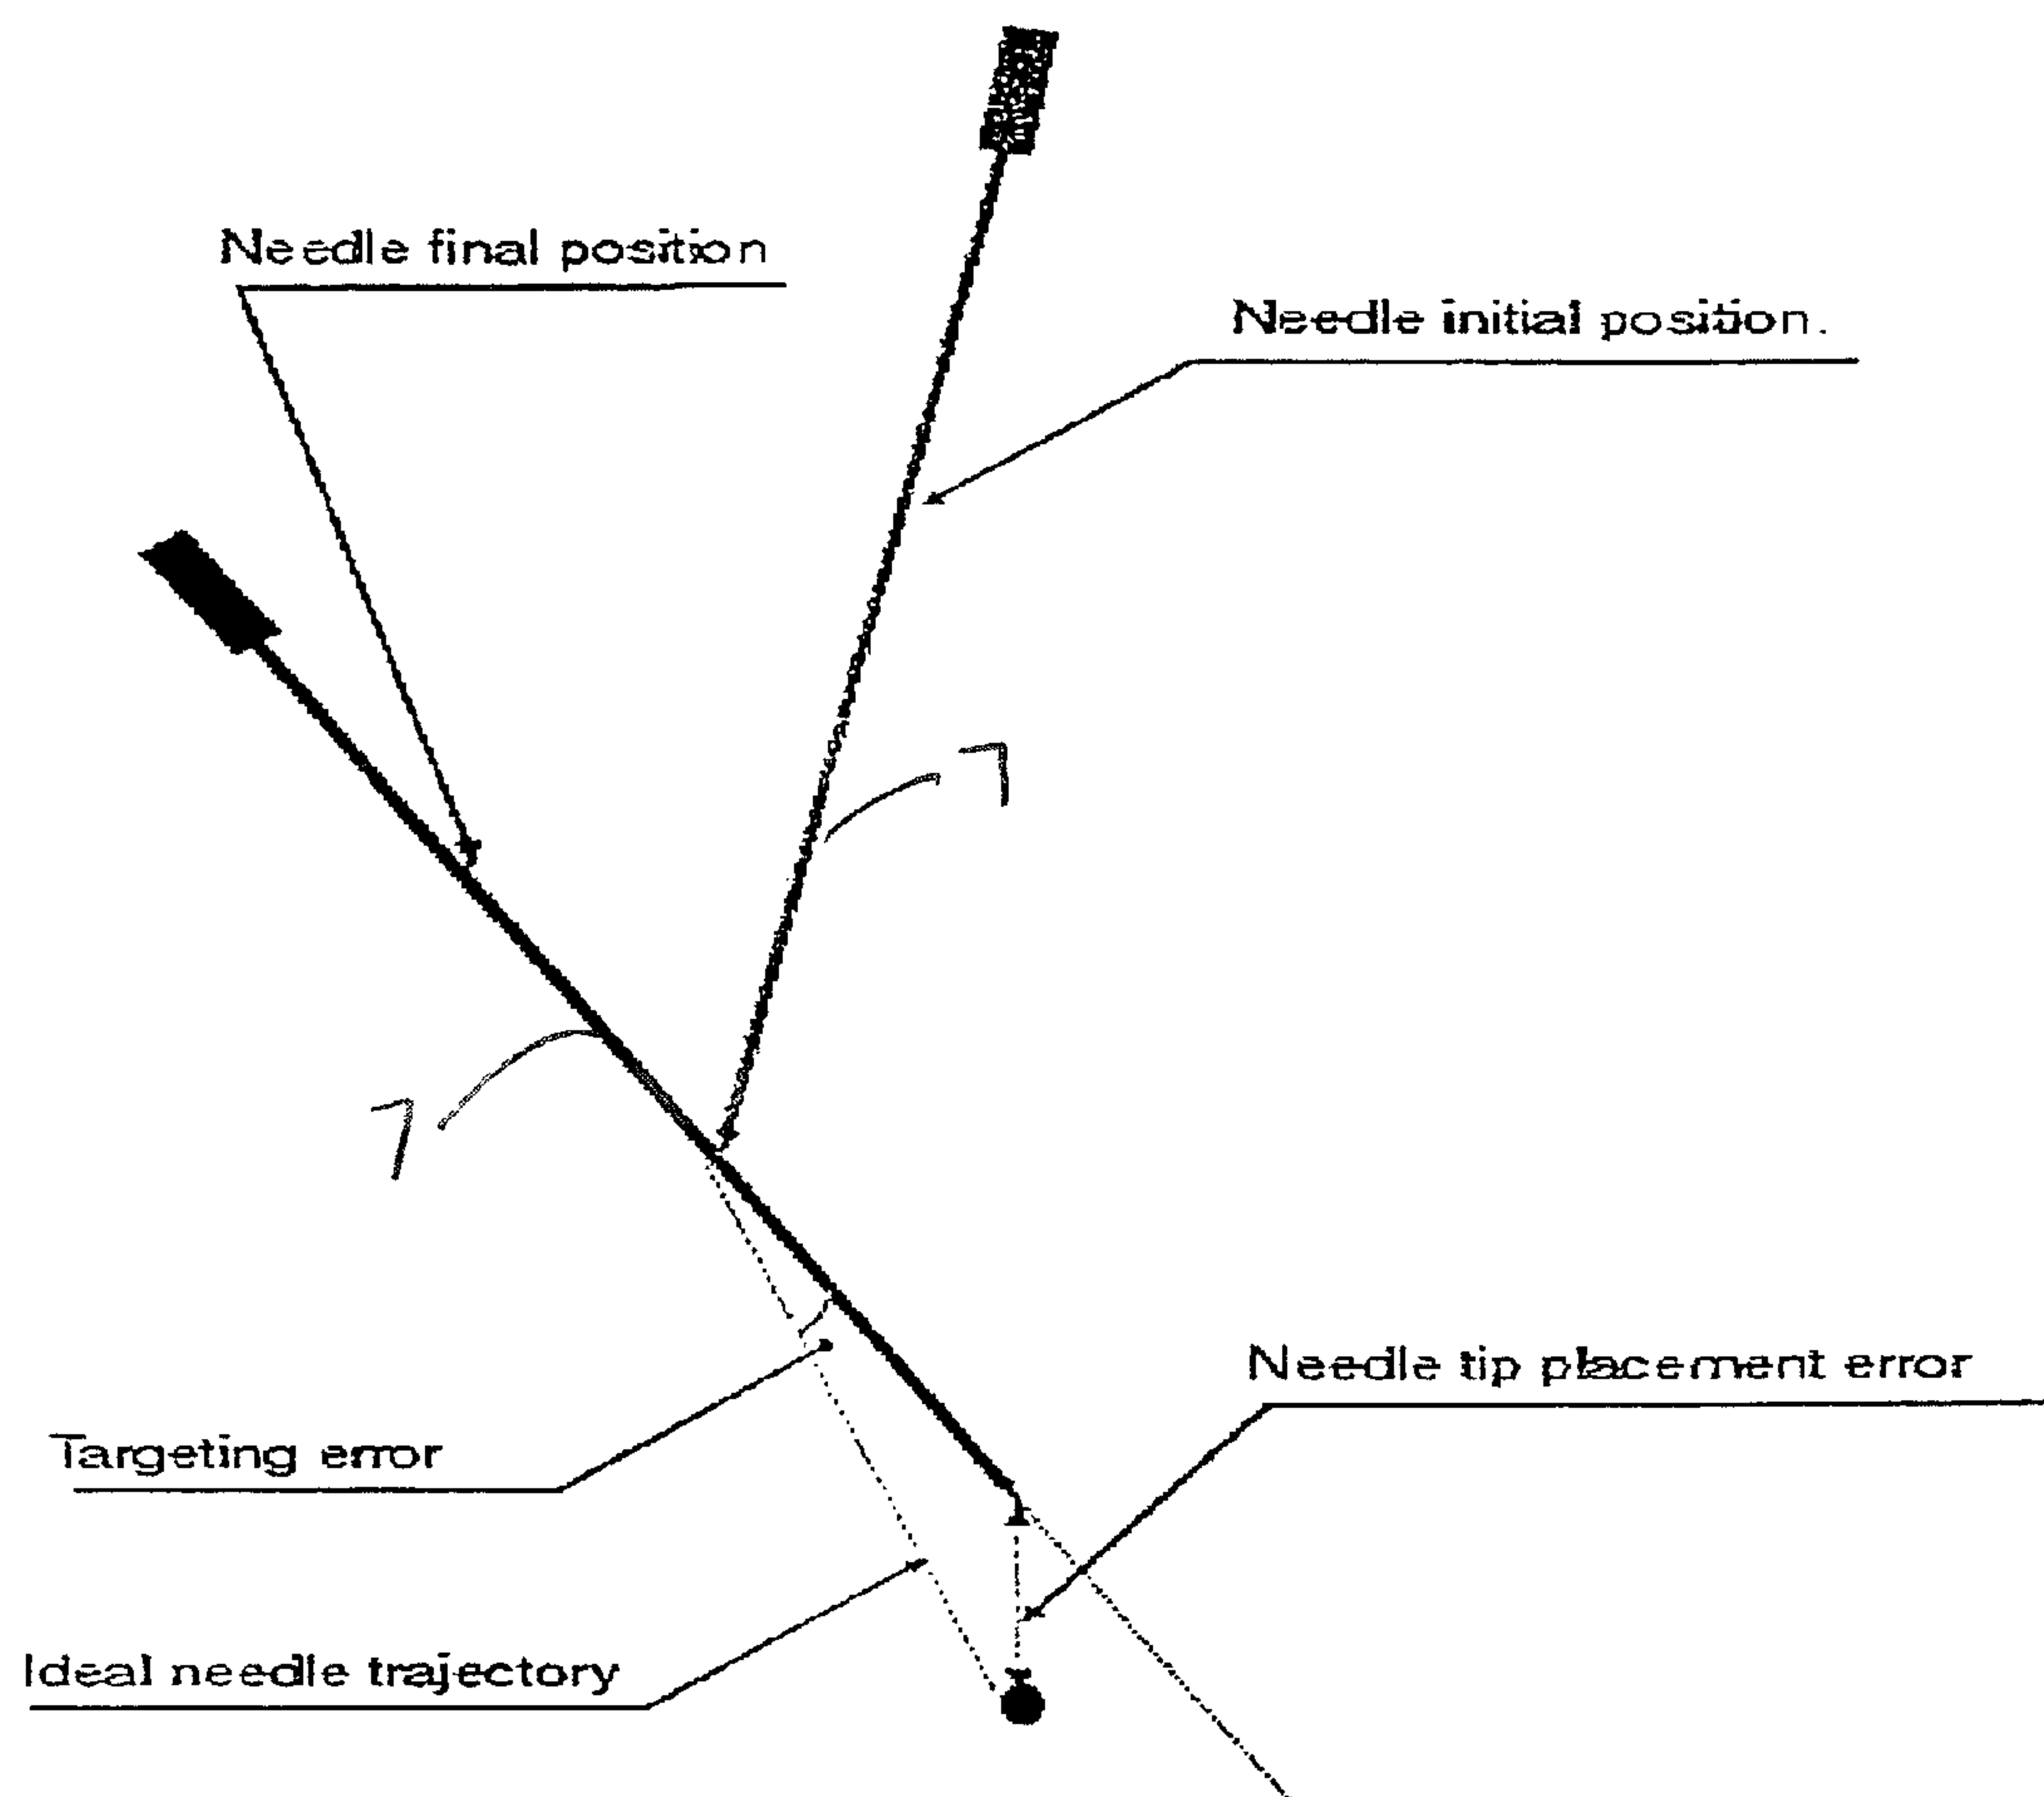 Needle final position
Needle initial position.
7
7
Needle tip placement error
Targeting error
Ideal needle trajectory